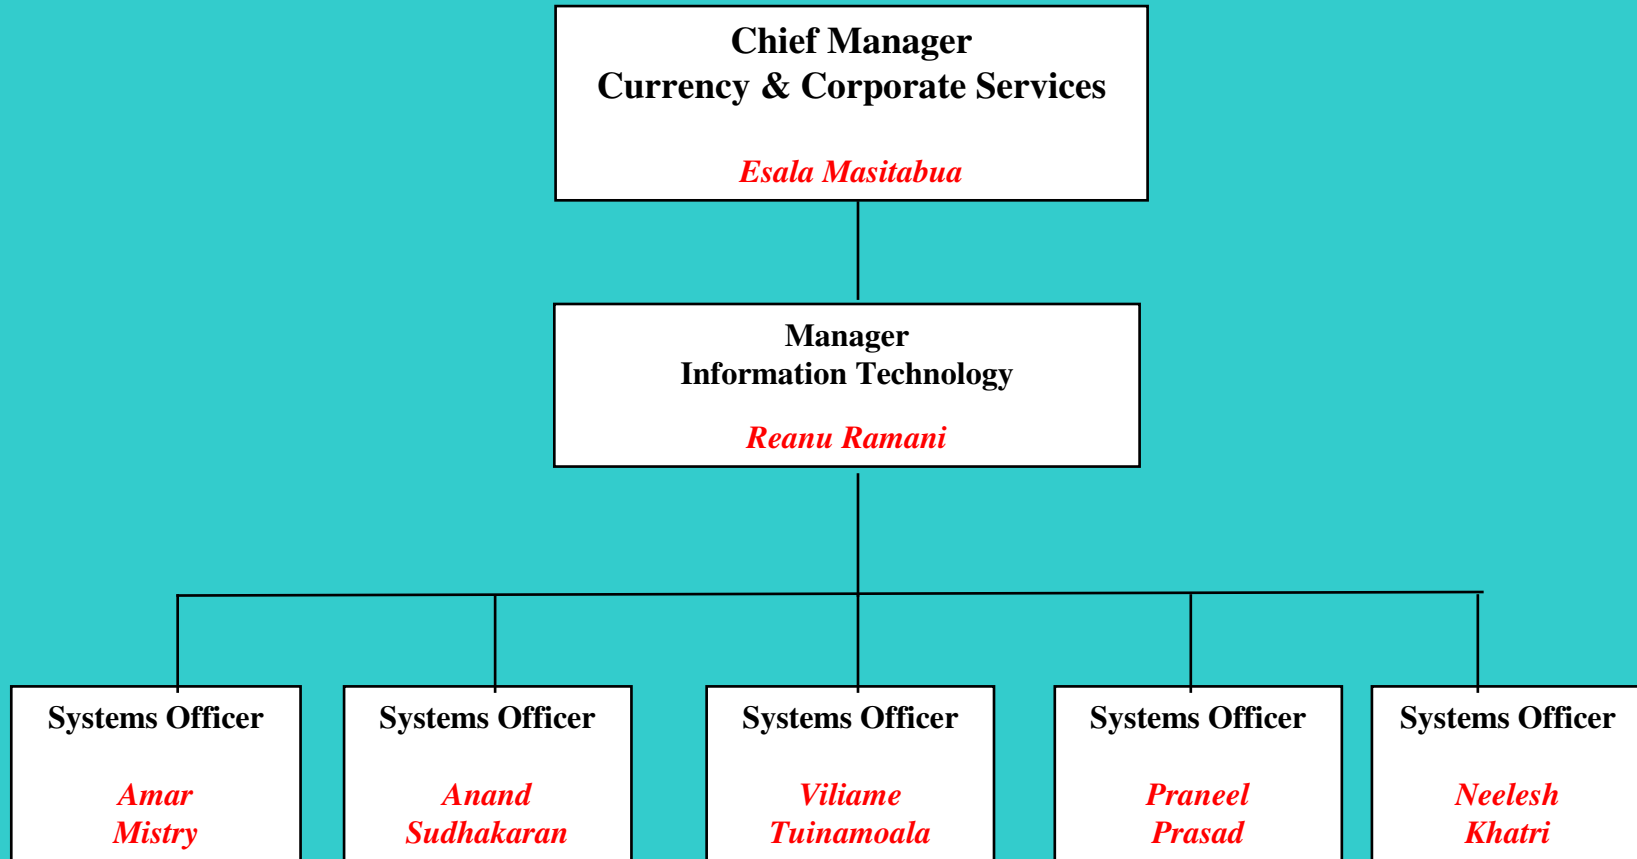 Chief Manager
Currency & Corporate Services
Esala Masitabua
Manager
Information Technology
Reanu Ramani
Systems Officer
Amar
Mistry
Systems Officer
Anand
Sudhakaran
Systems Officer
Viliame
Tuinamoala
Systems Officer
Praneel
Prasad
Systems Officer
Neelesh
Khatri